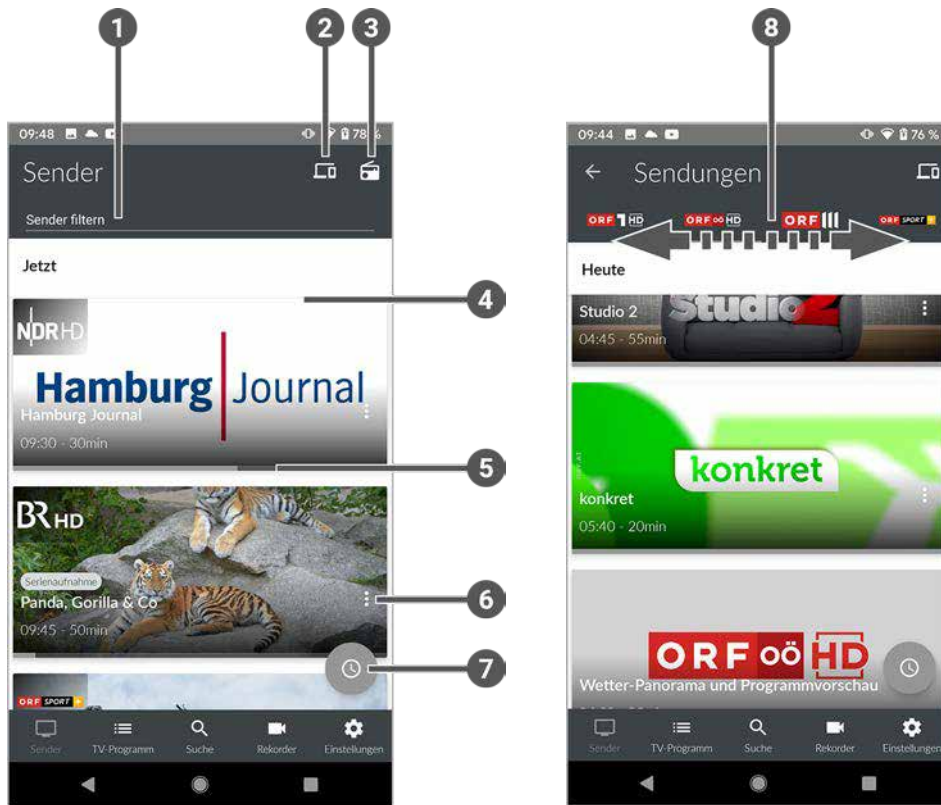 1
2
3
8
09:48
78 %
Sender
Sender filtern
Jetzt
4
NDR HD
Hamburg Journal
Hamburg Journal
09:30 - 30min
5
BR HD
Serienaufnahme
Panda, Gorilla & Co
09:45 - 50min
6
7
ORF SPORT +
Sender
TV-Programm
Suche
Rekorder
Einstellungen
09:44
76 %
Sendungen
ORF 1 HD
ORF oö HD
ORF III
ORF SPORT +
Heute
Studio 2
Studio 2
04:45 - 55min
konkret
konkret
05:40 - 20min
ORF oö HD
Wetter-Panorama und Programmvorschau
Sender
TV-Programm
Suche
Rekorder
Einstellungen